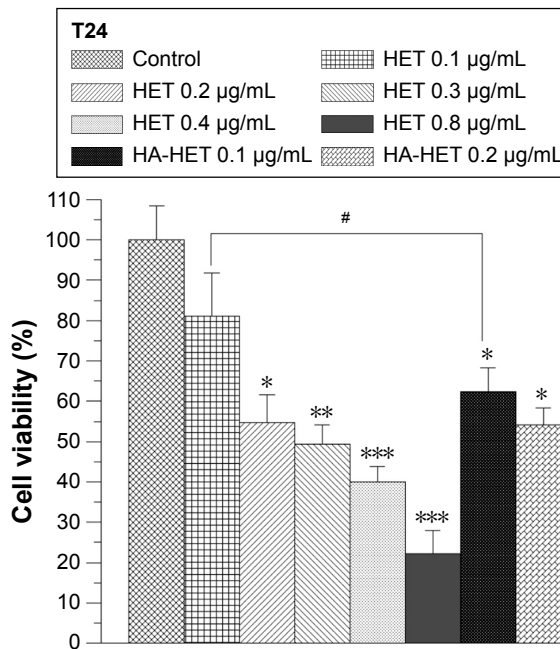 T24
Control
HET 0.1 µg/mL
HET 0.2 µg/mL
HET 0.3 µg/mL
HET 0.4 µg/mL
HET 0.8 µg/mL
HA-HET 0.1 µg/mL
HA-HET 0.2 µg/mL
110
100
90
80
70
60
50
40
30
20
10
0
Cell viability (%)
#
*
**
***
***
*
*